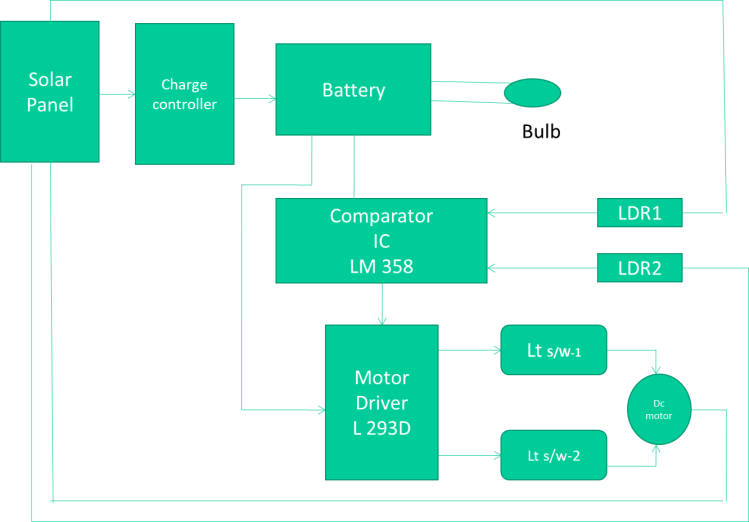 Solar
Panel
Charge
controller
Battery
Bulb
Comparator
IC
LM 358
LDR1
LDR2
Motor
Driver
L 293D
Lt s/w-1
Lt s/w-2
Dc
motor